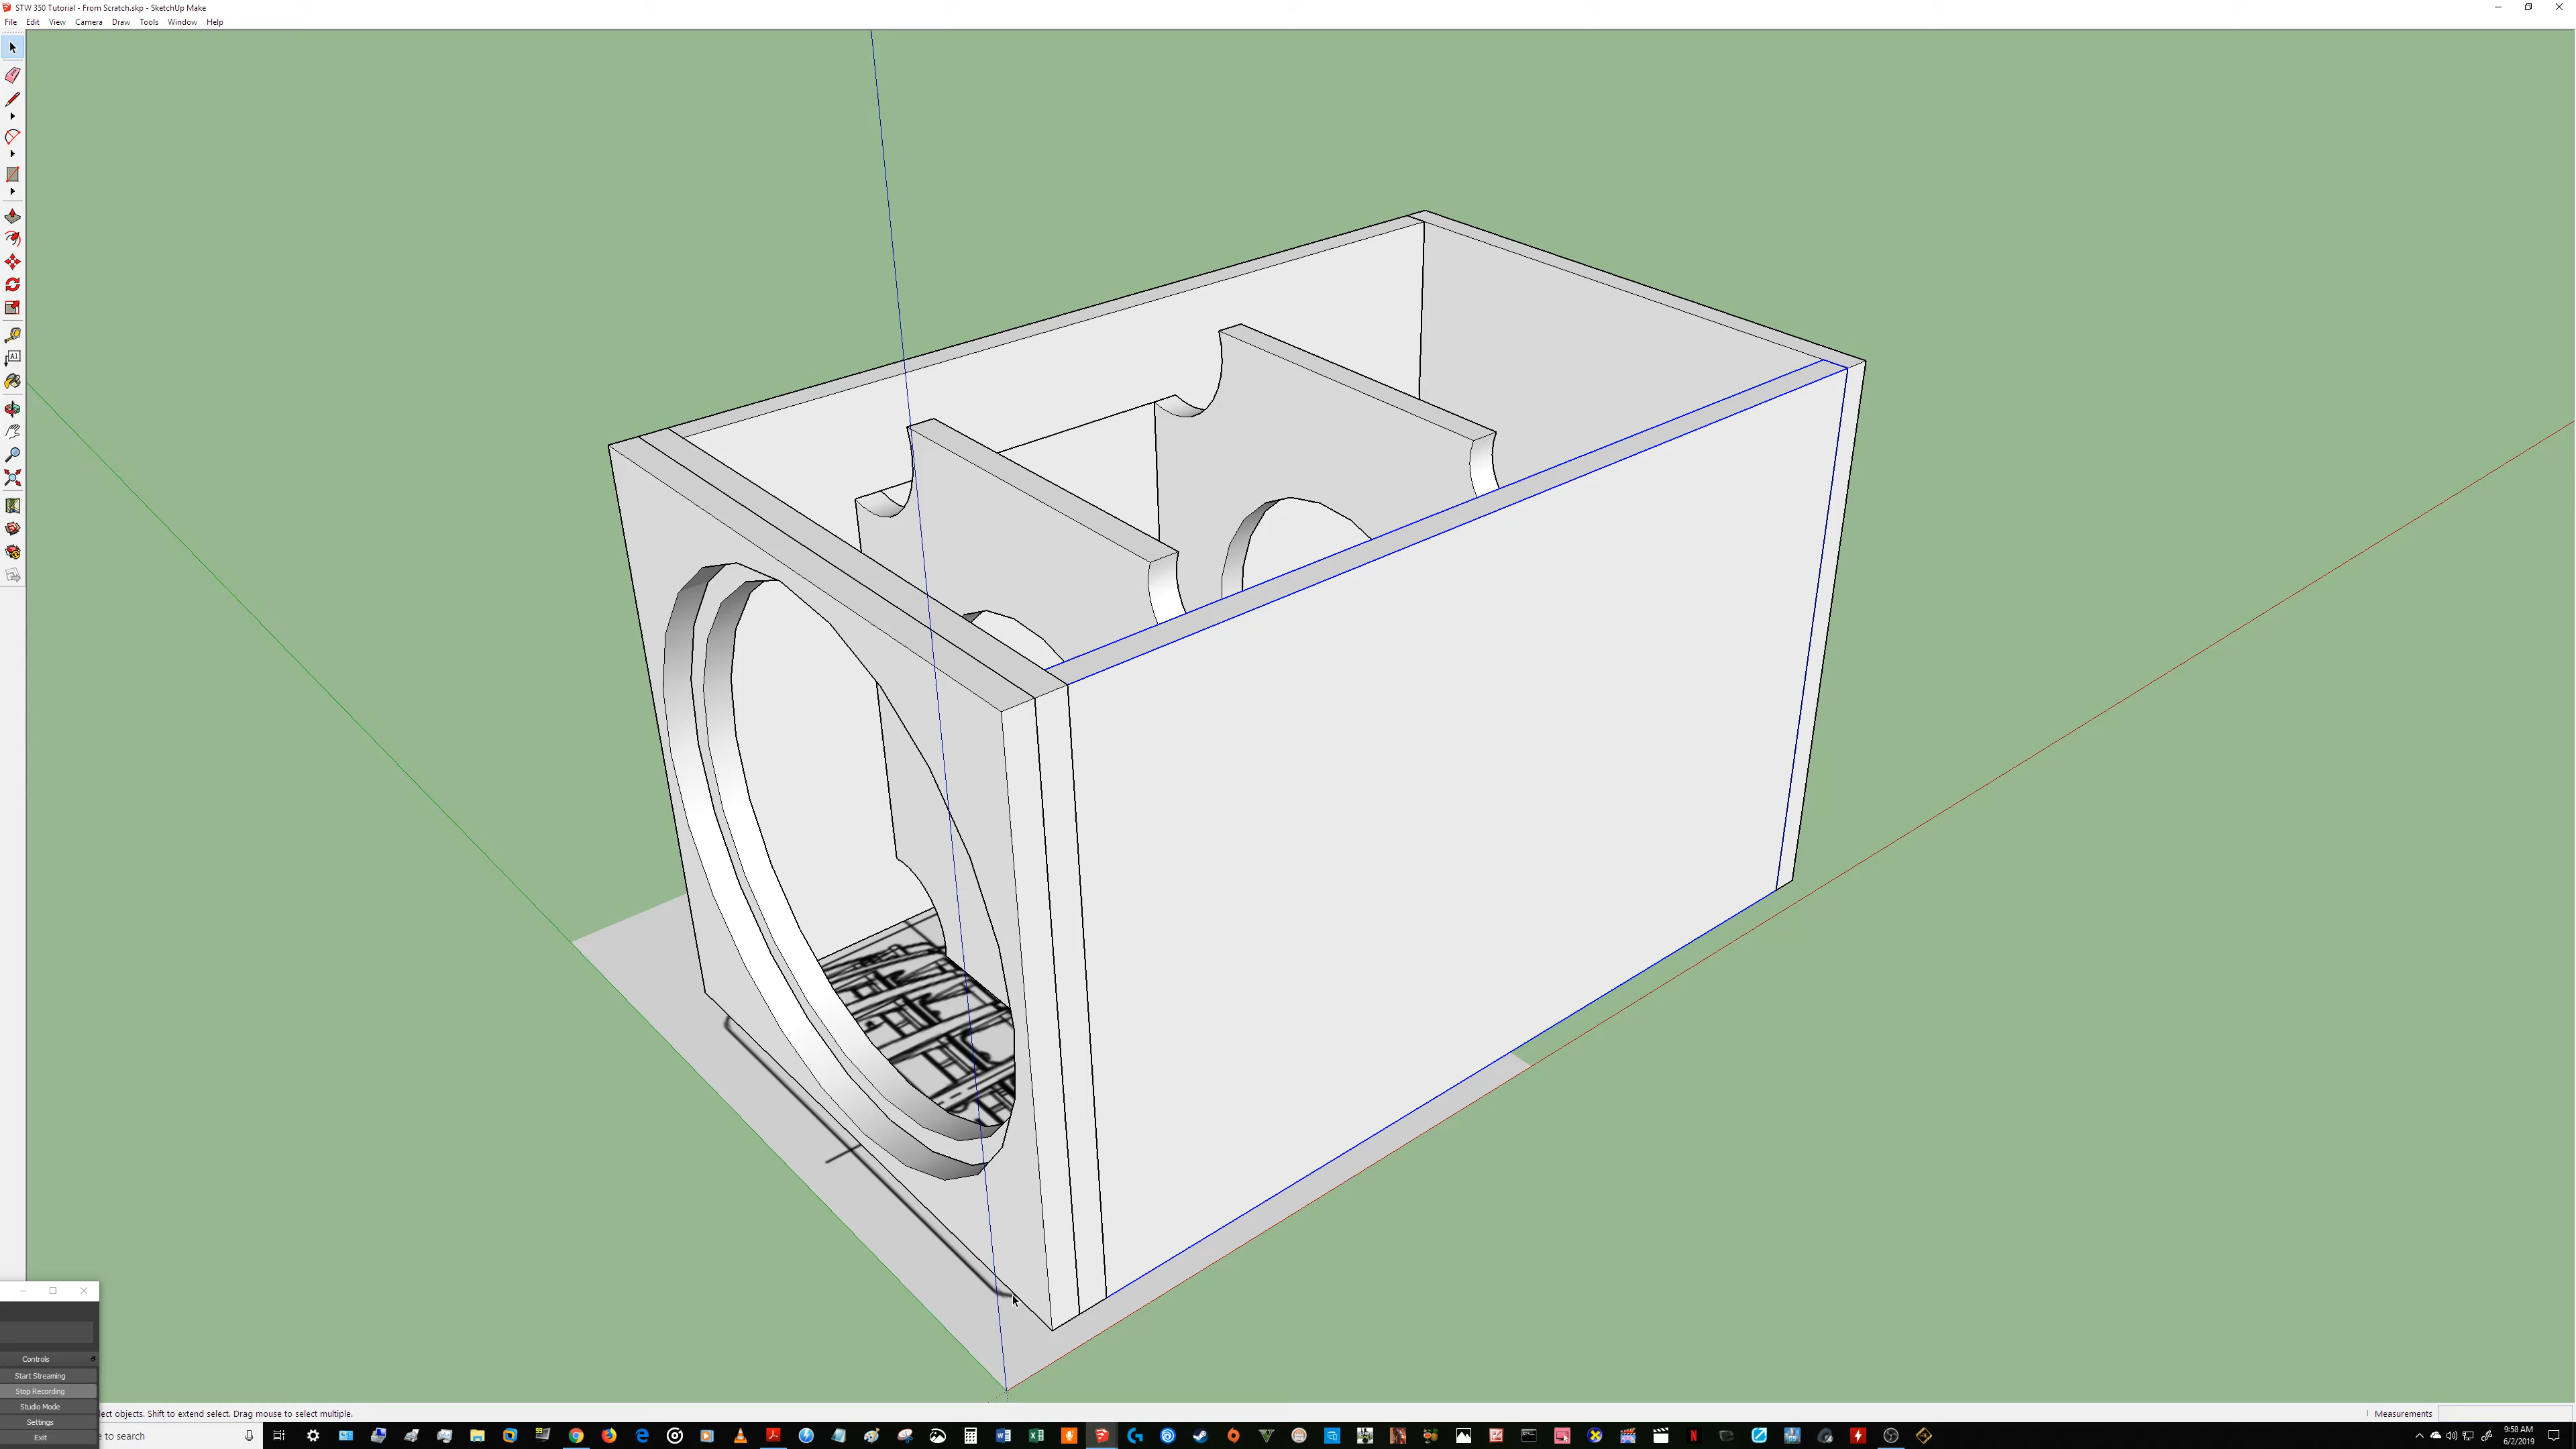 STW 350 Tutorial - From Scratch.skp - SketchUp Make
File Edit View Camera Draw Tools Window Help
A1
Controls
Start Streaming
Stop Recording
Studio Mode
Settings
Exit
lect objects. Shift to extend select. Drag mouse to select multiple.
Measurements
e to search
9:58 AM
6/2/2019